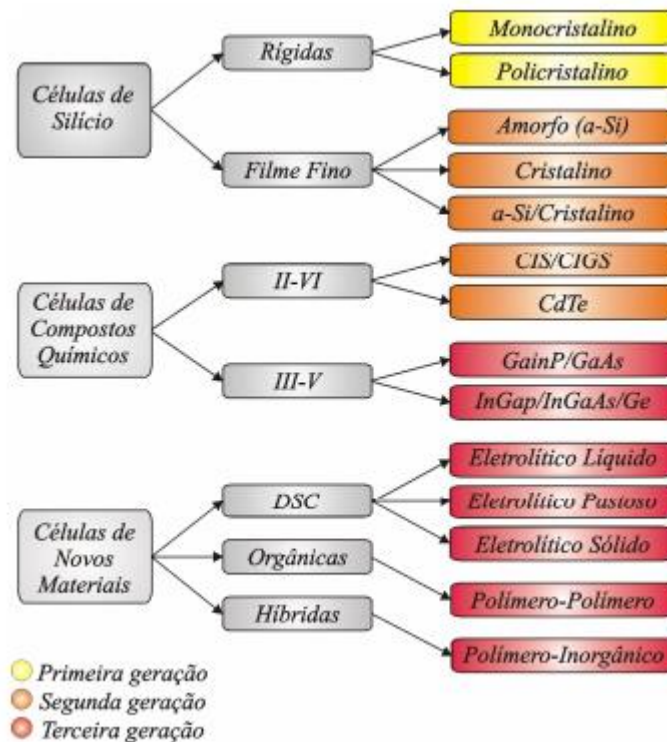 Células de
Silício
Rígidas
Monocristalino
Policristalino
Filme Fino
Amorfo (a-Si)
Cristalino
a-Si/Cristalino
Células de
Compostos
Químicos
II-VI
CIS/CIGS
CdTe
III-V
GainP/GaAs
InGap/InGaAs/Ge
Células de
Novos
Materiais
DSC
Eletrolítico Líquido
Eletrolítico Pastoso
Eletrolítico Sólido
Orgânicas
Polímero-Polímero
Híbridas
Polímero-Inorgânico
Primeira geração
Segunda geração
Terceira geração